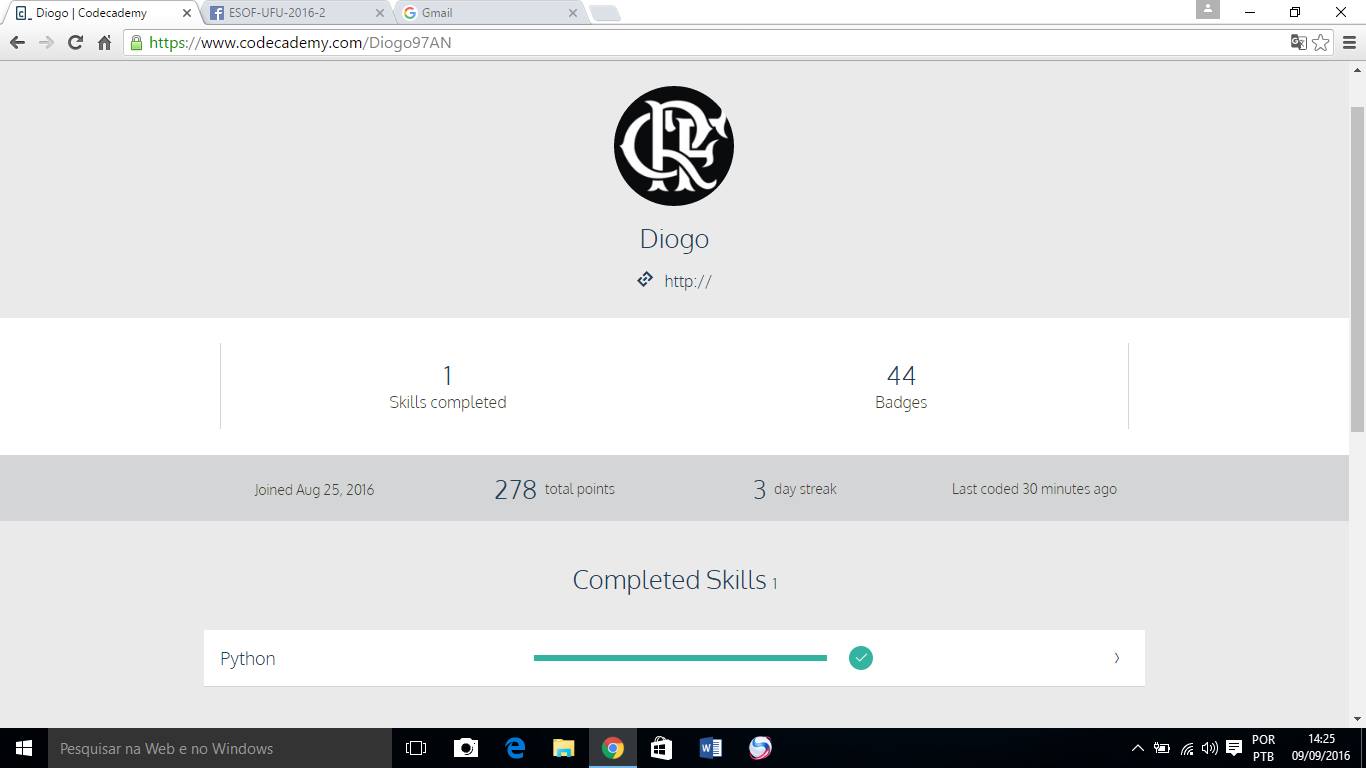 Diogo | Codecademy
ESOF-UFU-2016-2
Gmail
https://www.codecademy.com/Diogo97AN
CRF
Diogo
http://
1
Skills completed
44
Badges
Joined Aug 25, 2016
278 total points
3 day streak
Last coded 30 minutes ago
Completed Skills 1
Python
Pesquisar na Web e no Windows
POR
PTB
14:25
09/09/2016